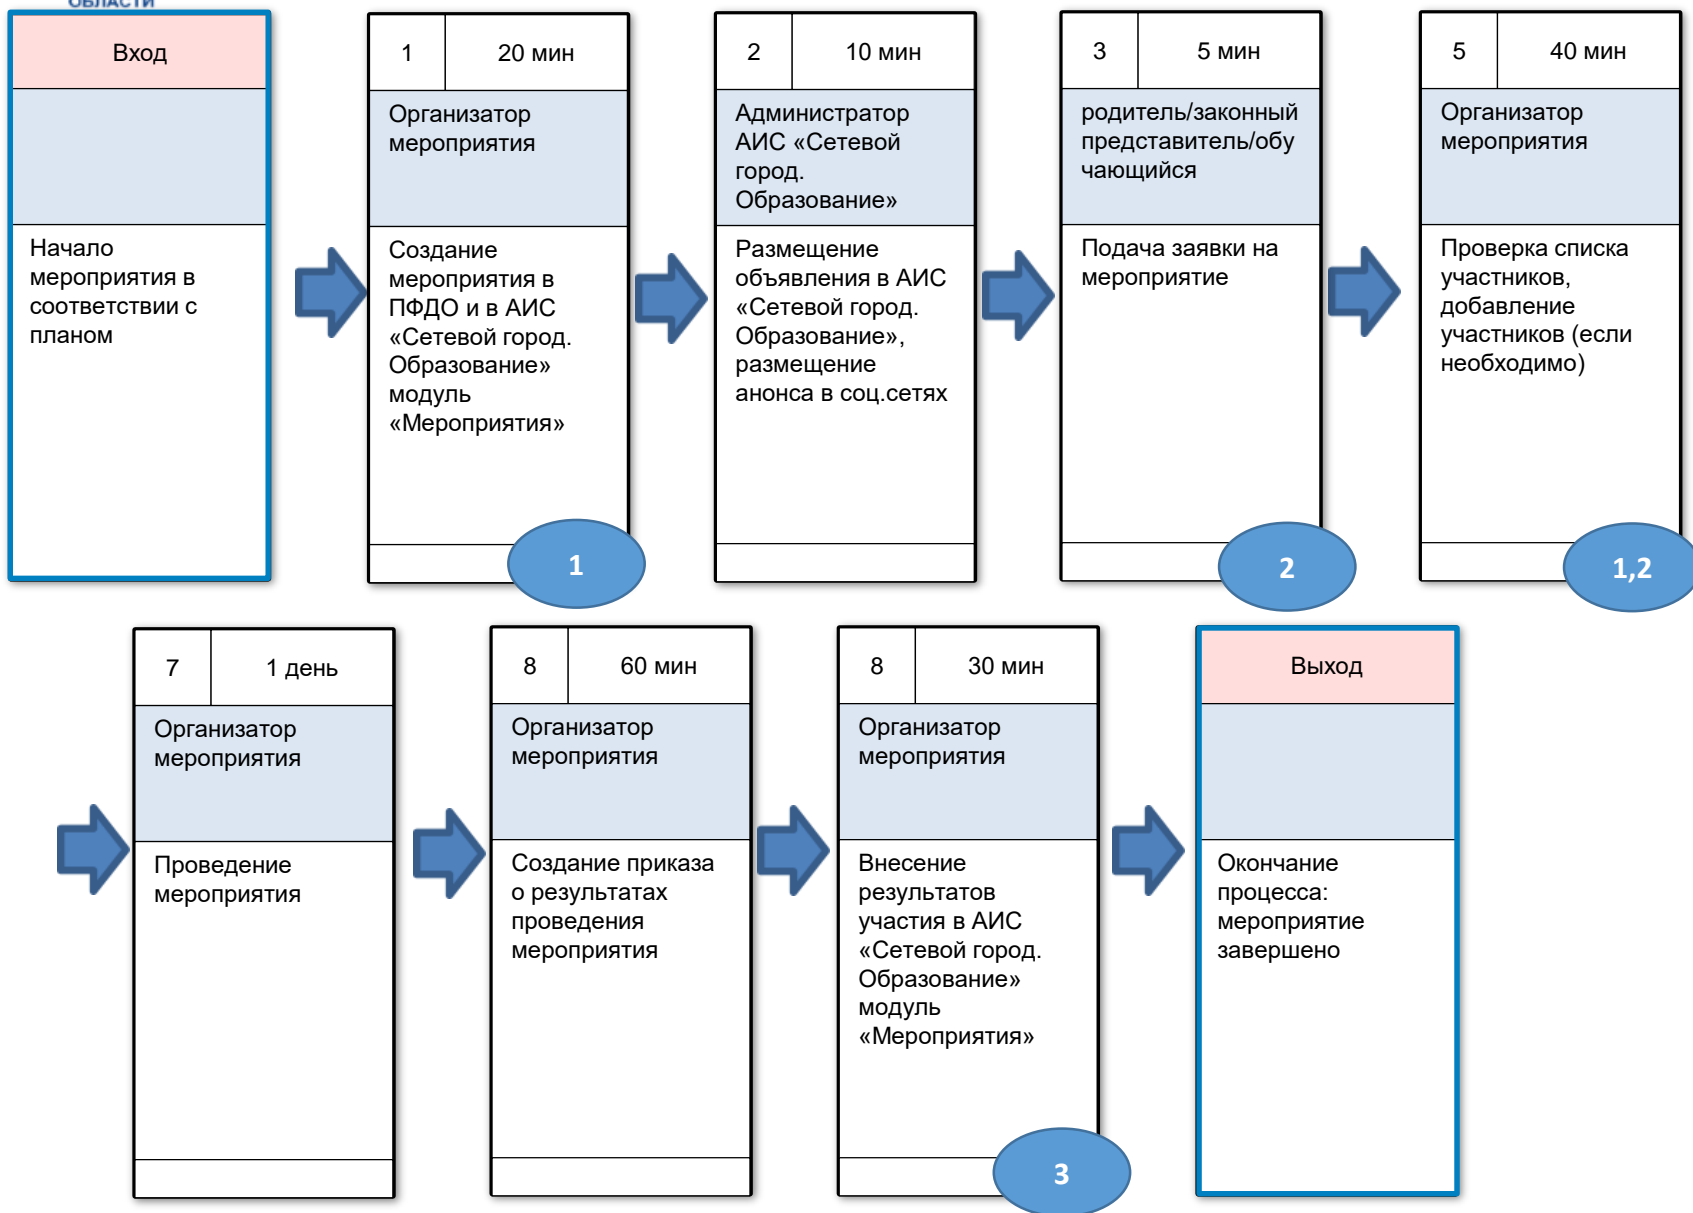 ОБЛАСТИ
Вход
Начало
мероприятия в
соответствии с
планом
1
20 мин
Организатор
мероприятия
Создание
мероприятия в
ПФДО и в АИС
«Сетевой город.
Образование»
модуль
«Мероприятия»
1
2
10 мин
Администратор
АИС «Сетевой
город.
Образование»
Размещение
объявления в АИС
«Сетевой город.
Образование»,
размещение
анонса в соц.сетях
3
5 мин
родитель/законный
представитель/обу
чающийся
Подача заявки на
мероприятие
2
5
40 мин
Организатор
мероприятия
Проверка списка
участников,
добавление
участников (если
необходимо)
1,2
7
1 день
Организатор
мероприятия
Проведение
мероприятия
8
60 мин
Организатор
мероприятия
Создание приказа
о результатах
проведения
мероприятия
8
30 мин
Организатор
мероприятия
Внесение
результатов
участия в АИС
«Сетевой город.
Образование»
модуль
«Мероприятия»
3
Выход
Окончание
процесса:
мероприятие
завершено